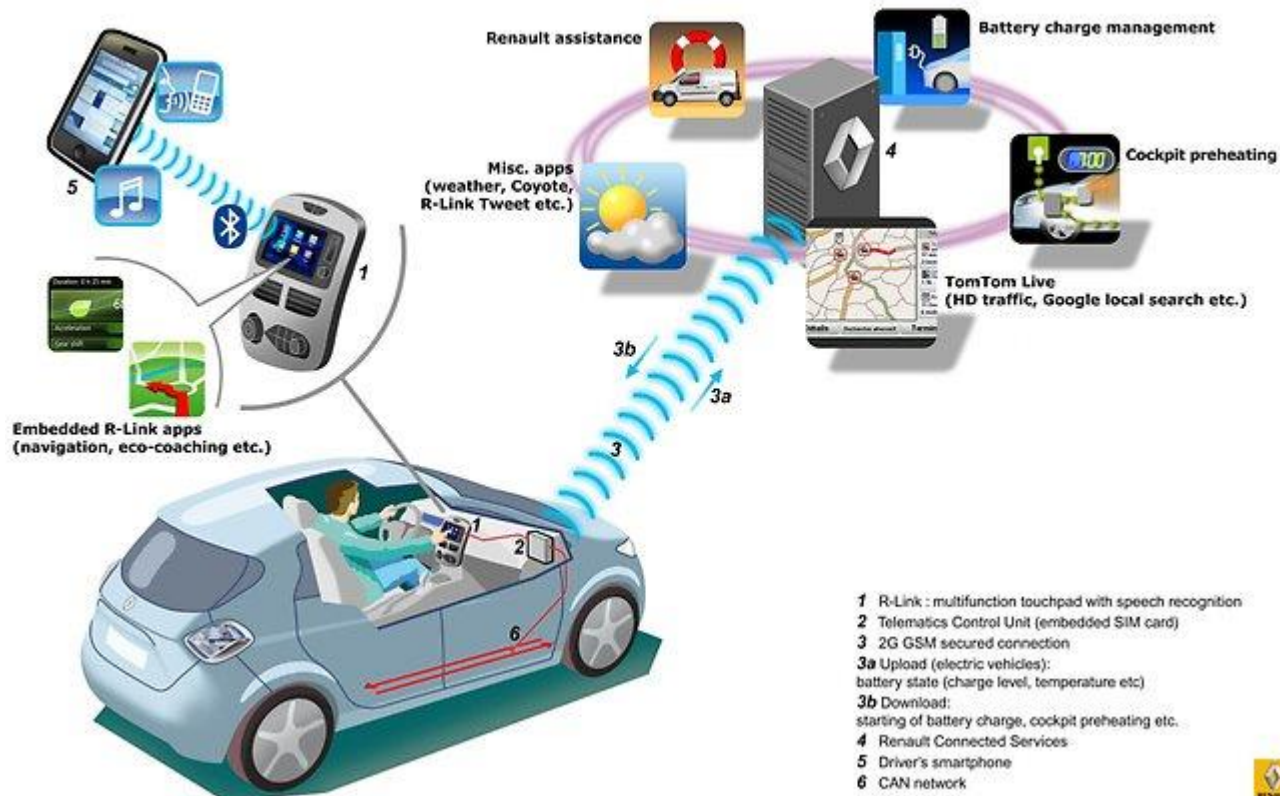 Renault assistance
Battery charge management
4
Cockpit preheating
Misc. apps
(weather, Coyote,
R-Link Tweet etc.)
5
1
TomTom Live
(HD traffic, Google local search etc.)
3b
3a
3
Embedded R-Link apps
(navigation, eco-coaching etc.)
Acceleration
Gear shift
1
2
6
1 R-Link : multifunction touchpad with speech recognition
2 Telematics Control Unit (embedded SIM card)
3 2G GSM secured connection
3a Upload (electric vehicles):
battery state (charge level, temperature etc)
3b Download:
starting of battery charge, cockpit preheating etc.
4 Renault Connected Services
5 Driver's smartphone
6 CAN network